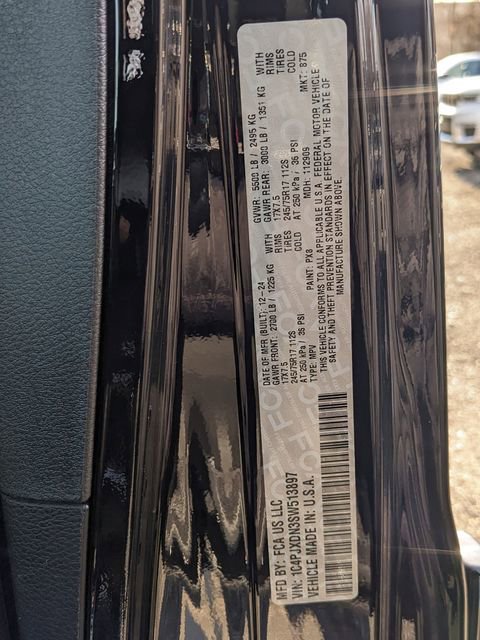 MFD BY: FCA US LLC
VIN: 1C4PJXDN3SW513897
VEHICLE MADE IN: U.S.A.
DATE OF MFR (BUILT): 12-24 GVWR: 5500 LB / 2495 KG
GAWR FRONT: 2700 LB / 1225 KG WITH GAWR REAR: 3000 LB / 1351 KG WITH
17X7.5 RIMS 17X7.5 RIMS
245/75R17 112S TIRES 245/75R17 112S TIRES
AT 250 kPa / 36 PSI COLD AT 250 kPa / 36 PSI COLD
TYPE: MPV PAINT: PX8 MDH: 112909 MKT: B75
THIS VEHICLE CONFORMS TO ALL APPLICABLE U.S.A. FEDERAL MOTOR VEHICLE
SAFETY AND THEFT PREVENTION STANDARDS IN EFFECT ON THE DATE OF
MANUFACTURE SHOWN ABOVE.